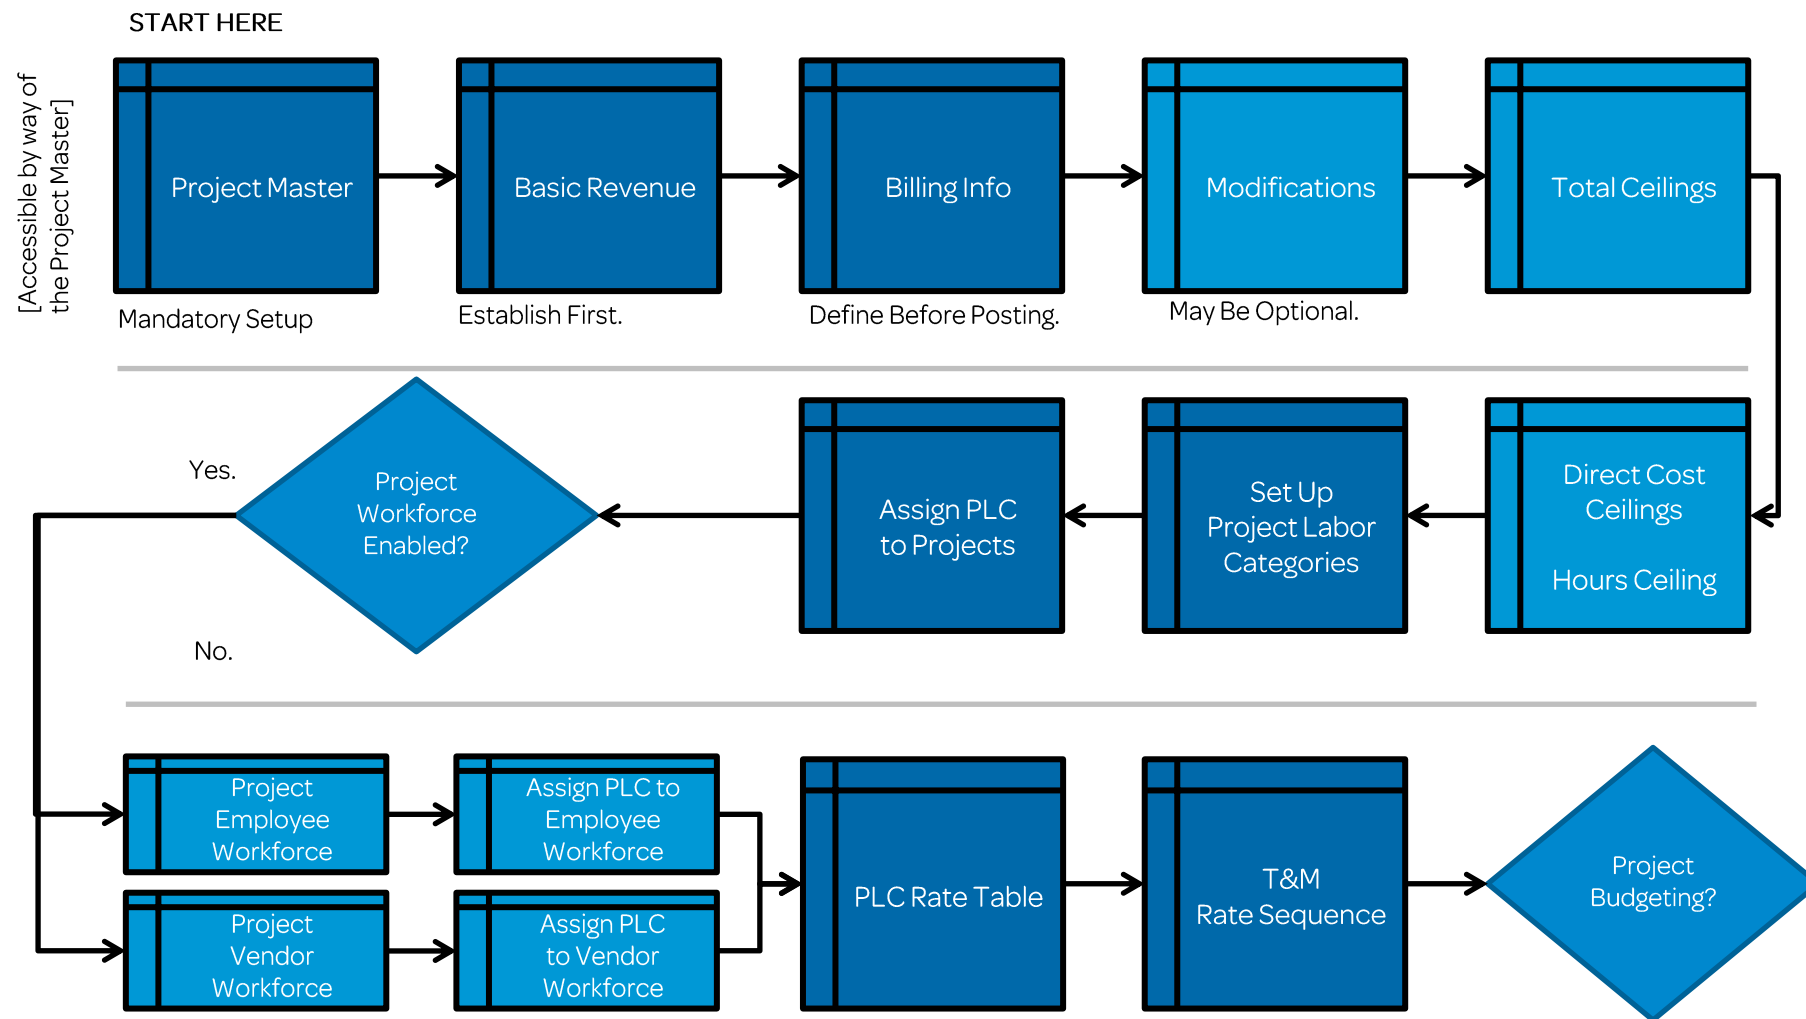 START HERE
[Accessible by way of
the Project Master]
Project Master
Basic Revenue
Billing Info
Modifications
Total Ceilings
Mandatory Setup
Establish First.
Define Before Posting.
May Be Optional.
Yes.
No.
Project
Workforce
Enabled?
Assign PLC
to Projects
Set Up
Project Labor
Categories
Direct Cost
Ceilings
Hours Ceiling
Project
Employee
Workforce
Assign PLC to
Employee
Workforce
Project
Vendor
Workforce
Assign PLC
to Vendor
Workforce
PLC Rate Table
T&M
Rate Sequence
Project
Budgeting?